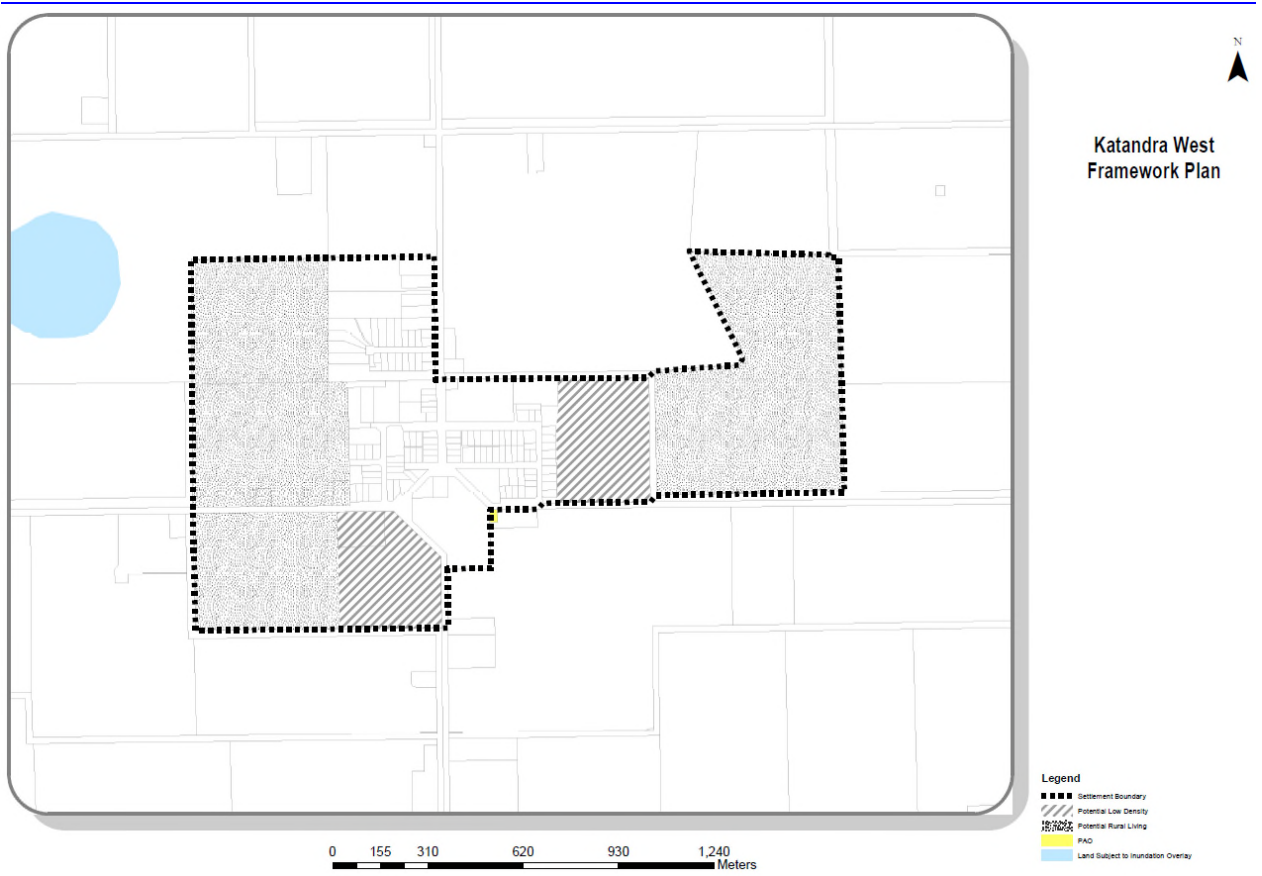 N
Katandra West
Framework Plan
Legend
Settlement Boundary
Potential Low Density
Potential Rural Living
PAO
Land Subject to Inundation Overlay
0 155 310 620 930 1,240
Meters